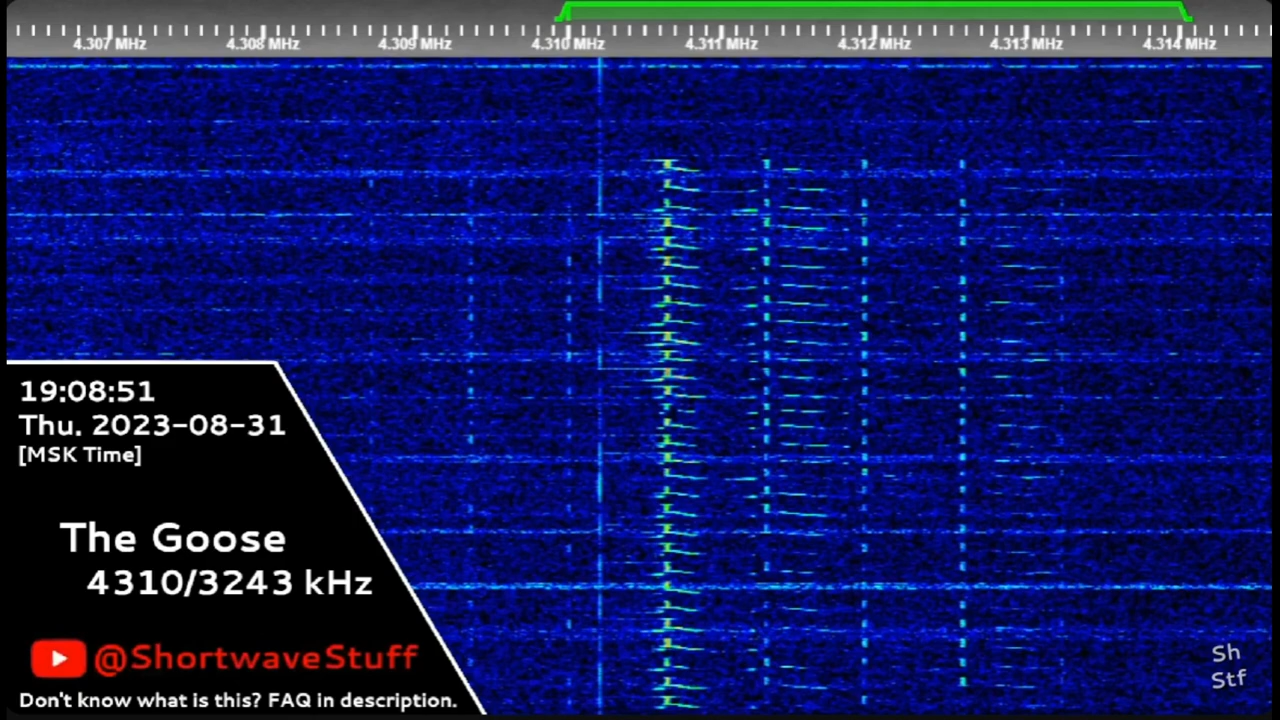 4.307 MHz 4.308 MHz 4.309 MHz 4.310 MHz 4.311 MHz 4.312 MHz 4.313 MHz 4.314 MHz
19:08:51
Thu. 2023-08-31
[MSK Time]
The Goose
4310/3243 kHz
@ShortwaveStuff
Don't know what is this? FAQ in description.
Sh
Stf